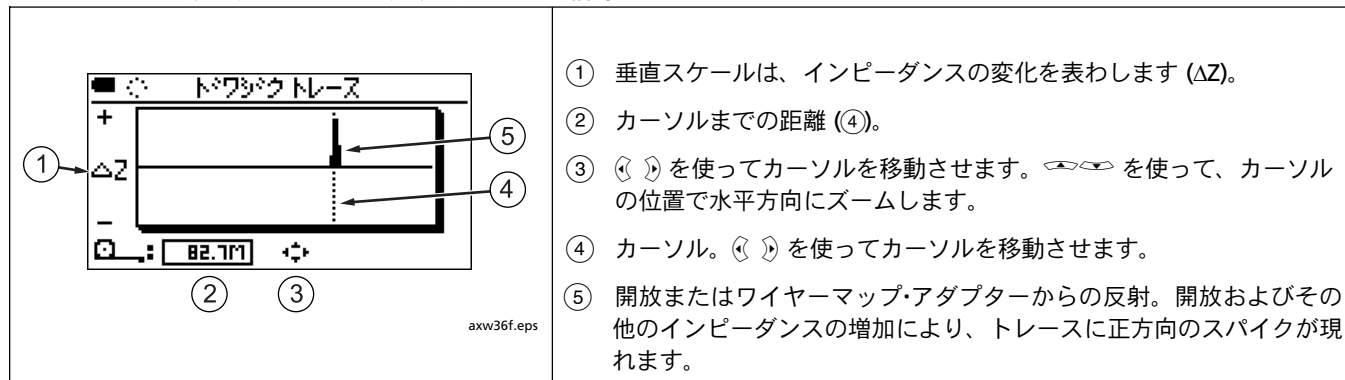 ドワジク トレース
+
△Z
−
: 82.7M
①
②
③
④
⑤
axw36f.eps
① 垂直スケールは、インピーダンスの変化を表わします (ΔZ)。
② カーソルまでの距離 (④)。
③ を使ってカーソルを移動させます。 を使って、カーソル
の位置で水平方向にズームします。
④ カーソル。 を使ってカーソルを移動させます。
⑤ 開放またはワイヤーマップ・アダプターからの反射。開放およびその
他のインピーダンスの増加により、トレースに正方向のスパイクが現
れます。